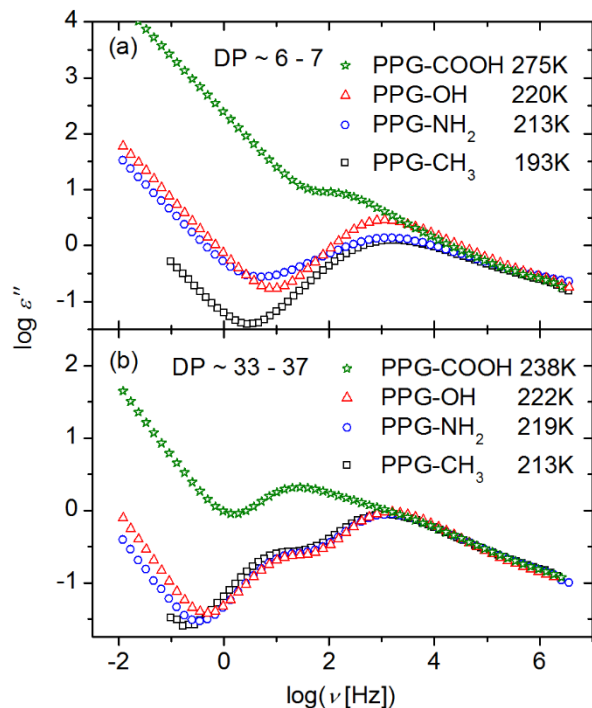 4
(a)
DP ~ 6 - 7
PPG-COOH 275K
PPG-OH 220K
PPG-NH₂ 213K
PPG-CH₃ 193K
3
2
1
0
-1
log ε''
(b)
DP ~ 33 - 37
PPG-COOH 238K
PPG-OH 222K
PPG-NH₂ 219K
PPG-CH₃ 213K
2
1
0
-1
-2 0 2 4 6
log(ν [Hz])